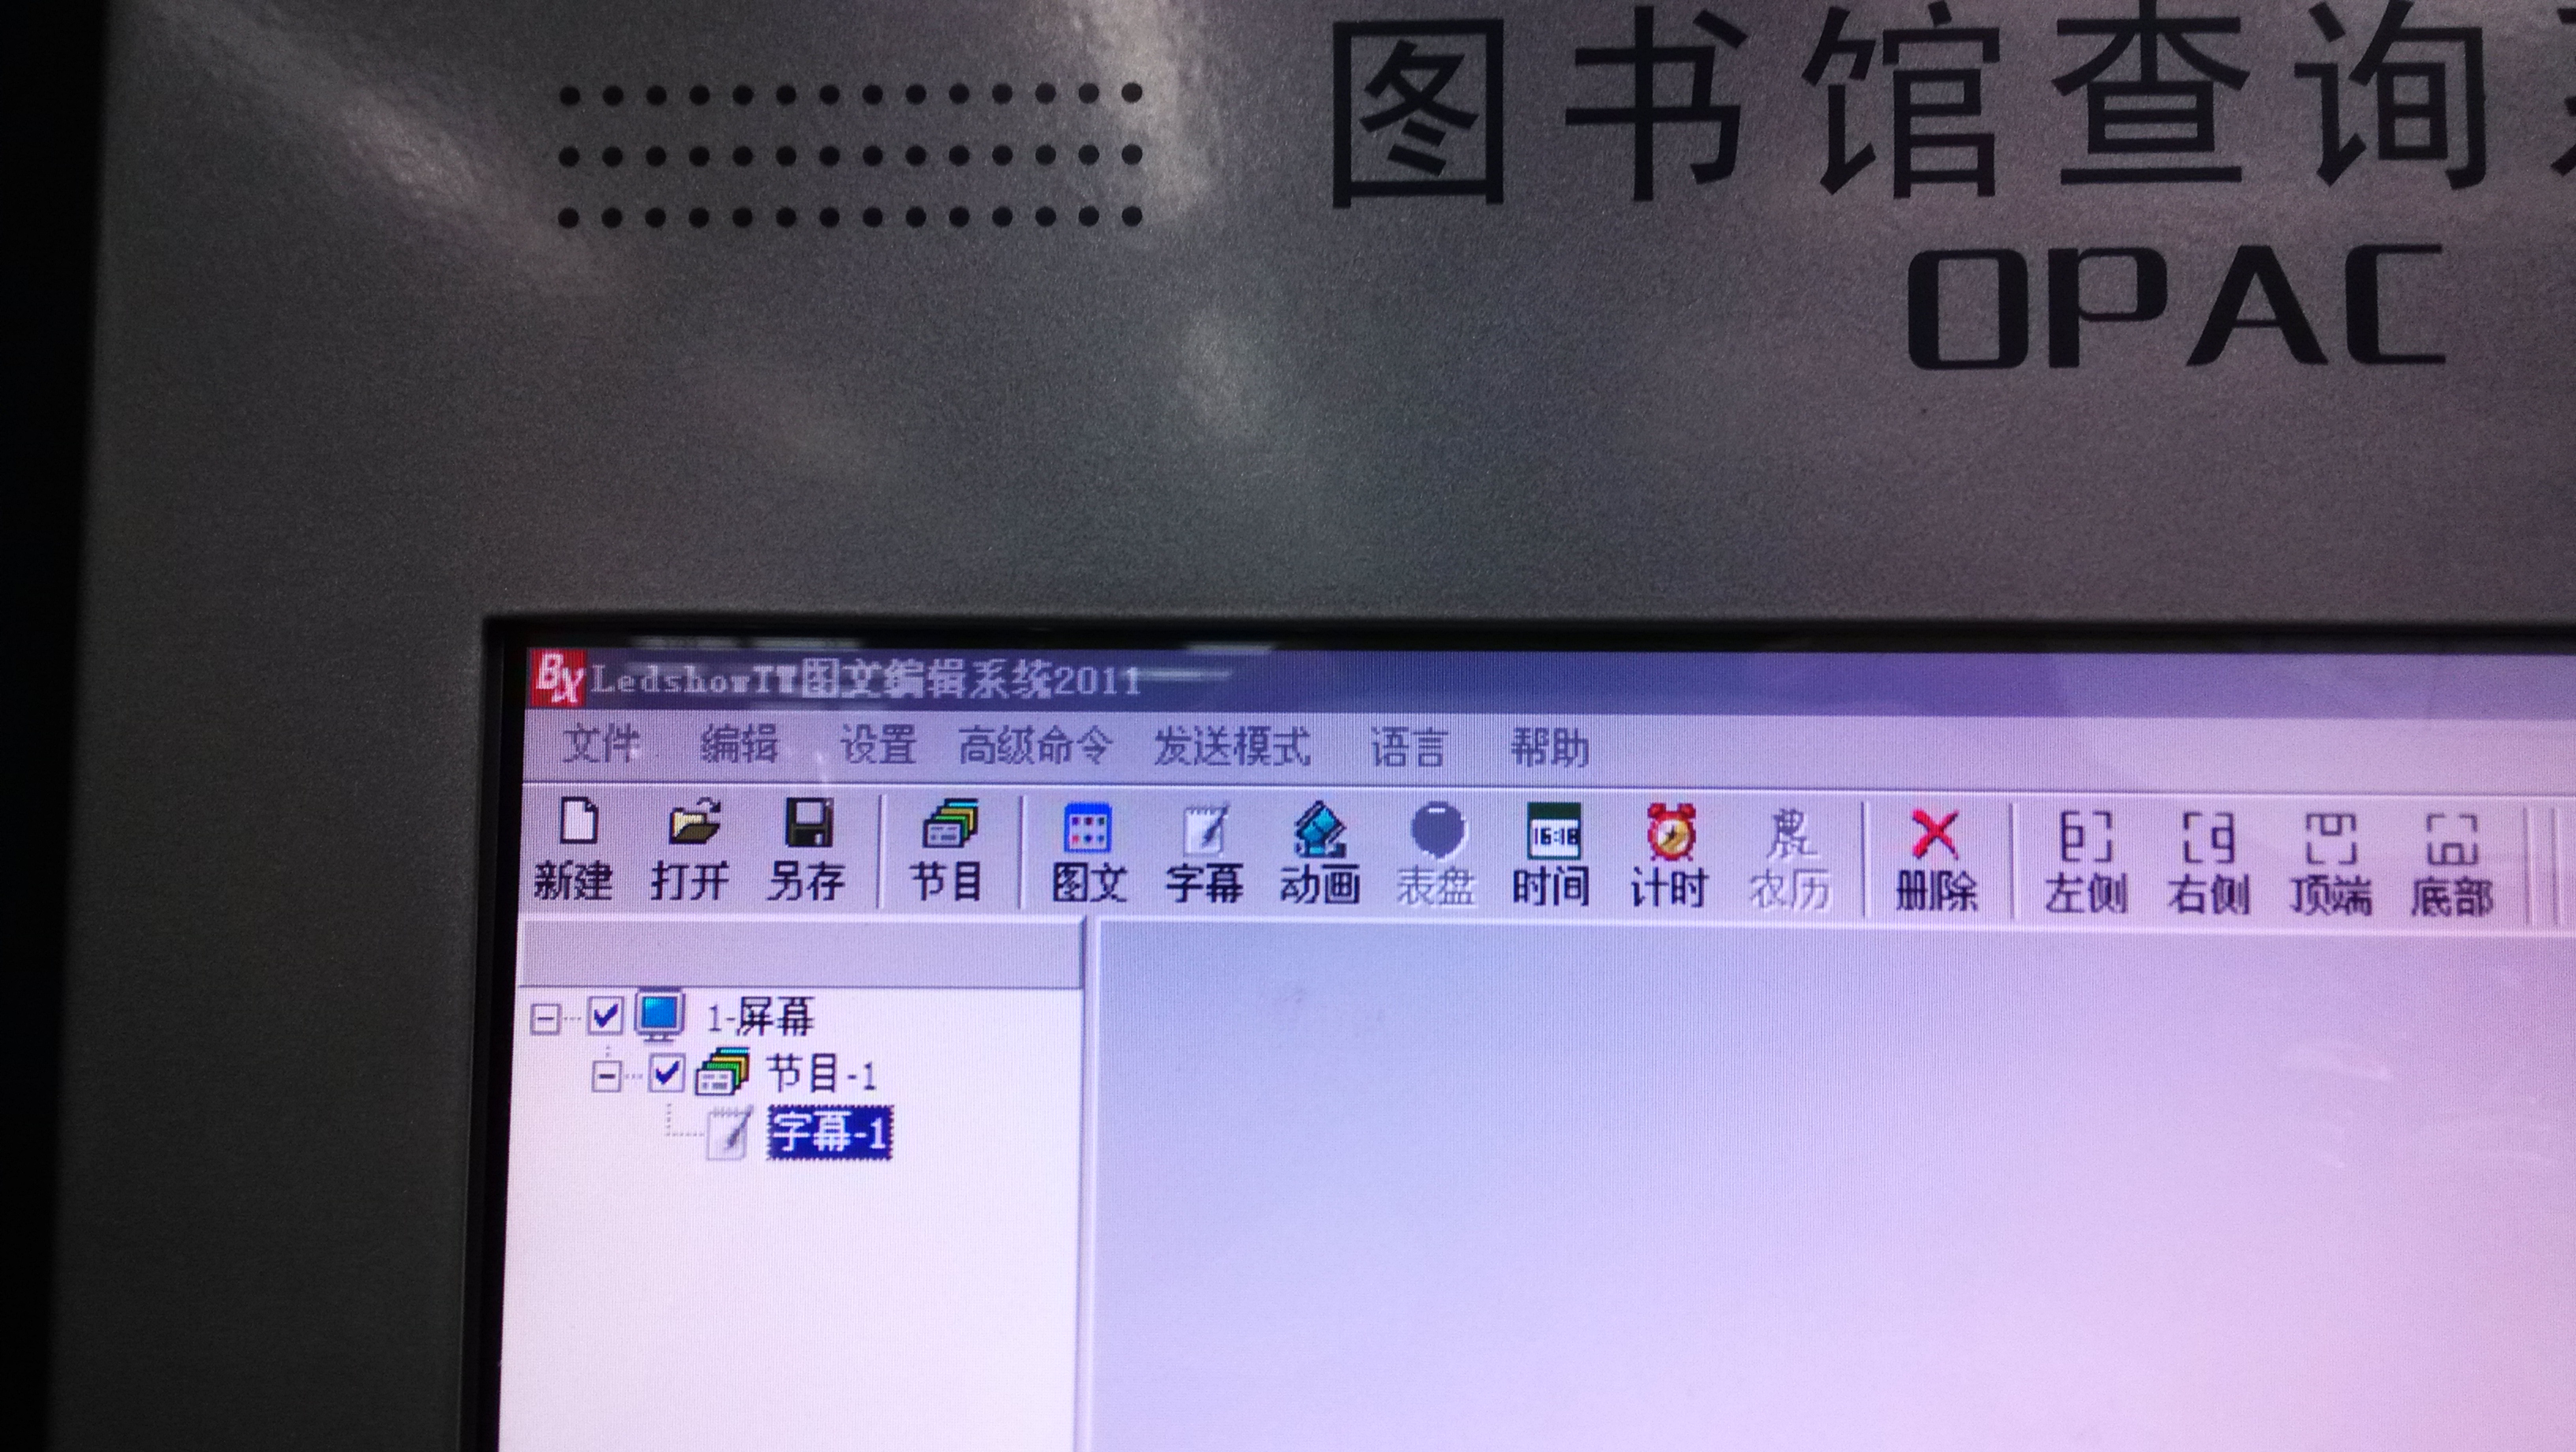 图书馆查询
OPAC
BX LedshowTW图文编辑系统2011
文件 编辑 设置 高级命令 发送模式 语言 帮助
16:18 农
新建 打开 另存 节目 图文 字幕 动画 表盘 时间 计时 农历 删除 左侧 右侧 顶端 底部
1-屏幕
节目-1
字幕-1